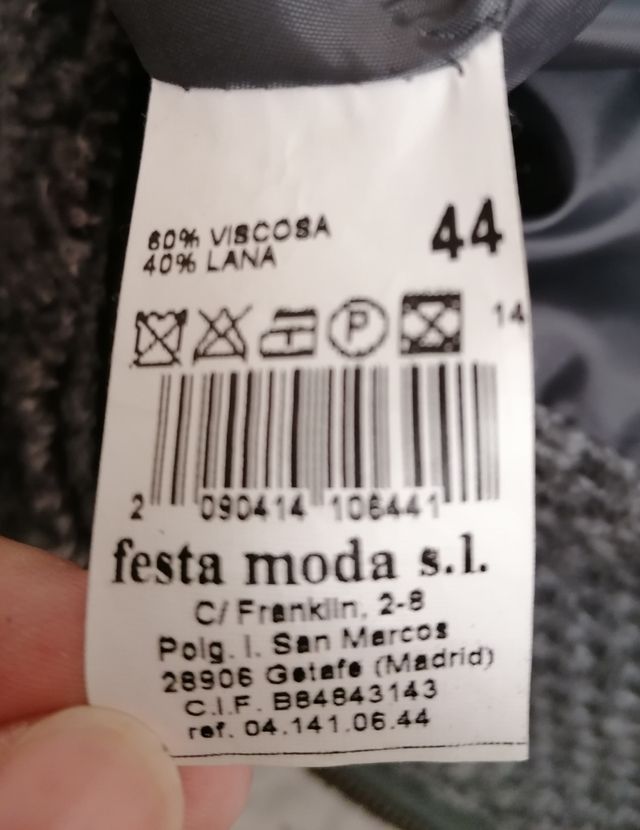 60% VISCOSA
40% LANA
44
P
14
2 090414 106441
festa moda s.l.
C/ Franklin, 2-8
Polg. I. San Marcos
28906 Getafe (Madrid)
C.I.F. B84843143
ref. 04.141.06.44